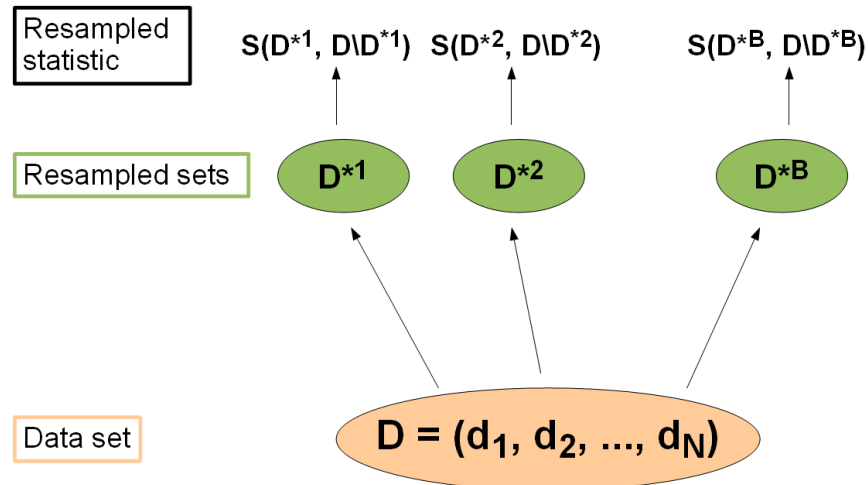 Resampled
statistic
S(D*1, D\D*1) S(D*2, D\D*2) S(D*B, D\D*B)
Resampled sets
D*1 D*2 D*B
Data set
D = (d1, d2, ..., dN)